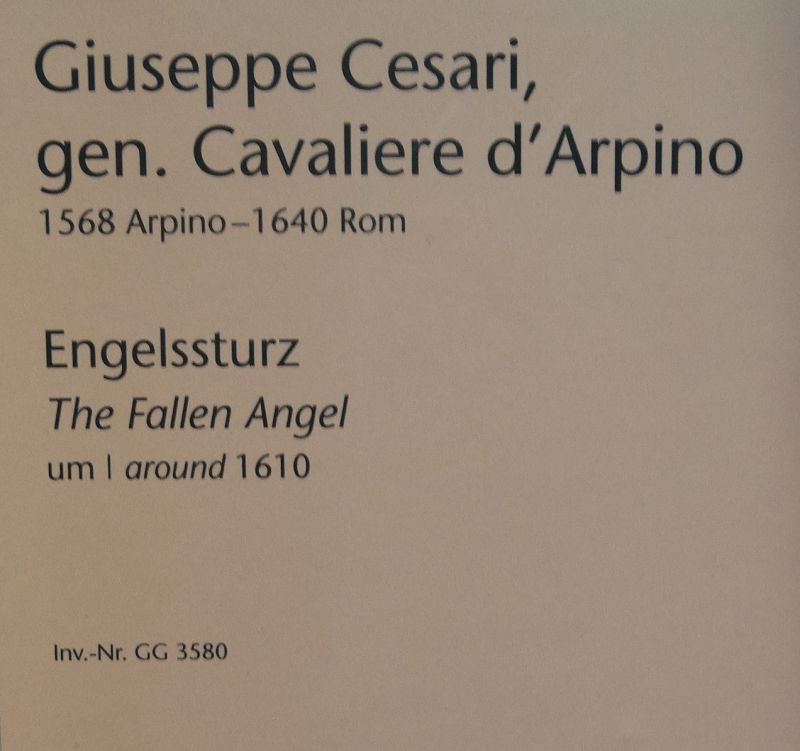 Giuseppe Cesari,
gen. Cavaliere d'Arpino
1568 Arpino–1640 Rom
Engelssturz
The Fallen Angel
um | around 1610
Inv.-Nr. GG 3580